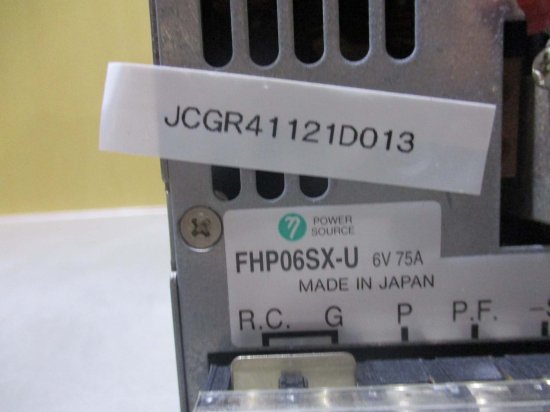 JCGR41121D013
η POWER
SOURCE
FHP06SX-U 6V 75A
MADE IN JAPAN
R.C. G P P.F.